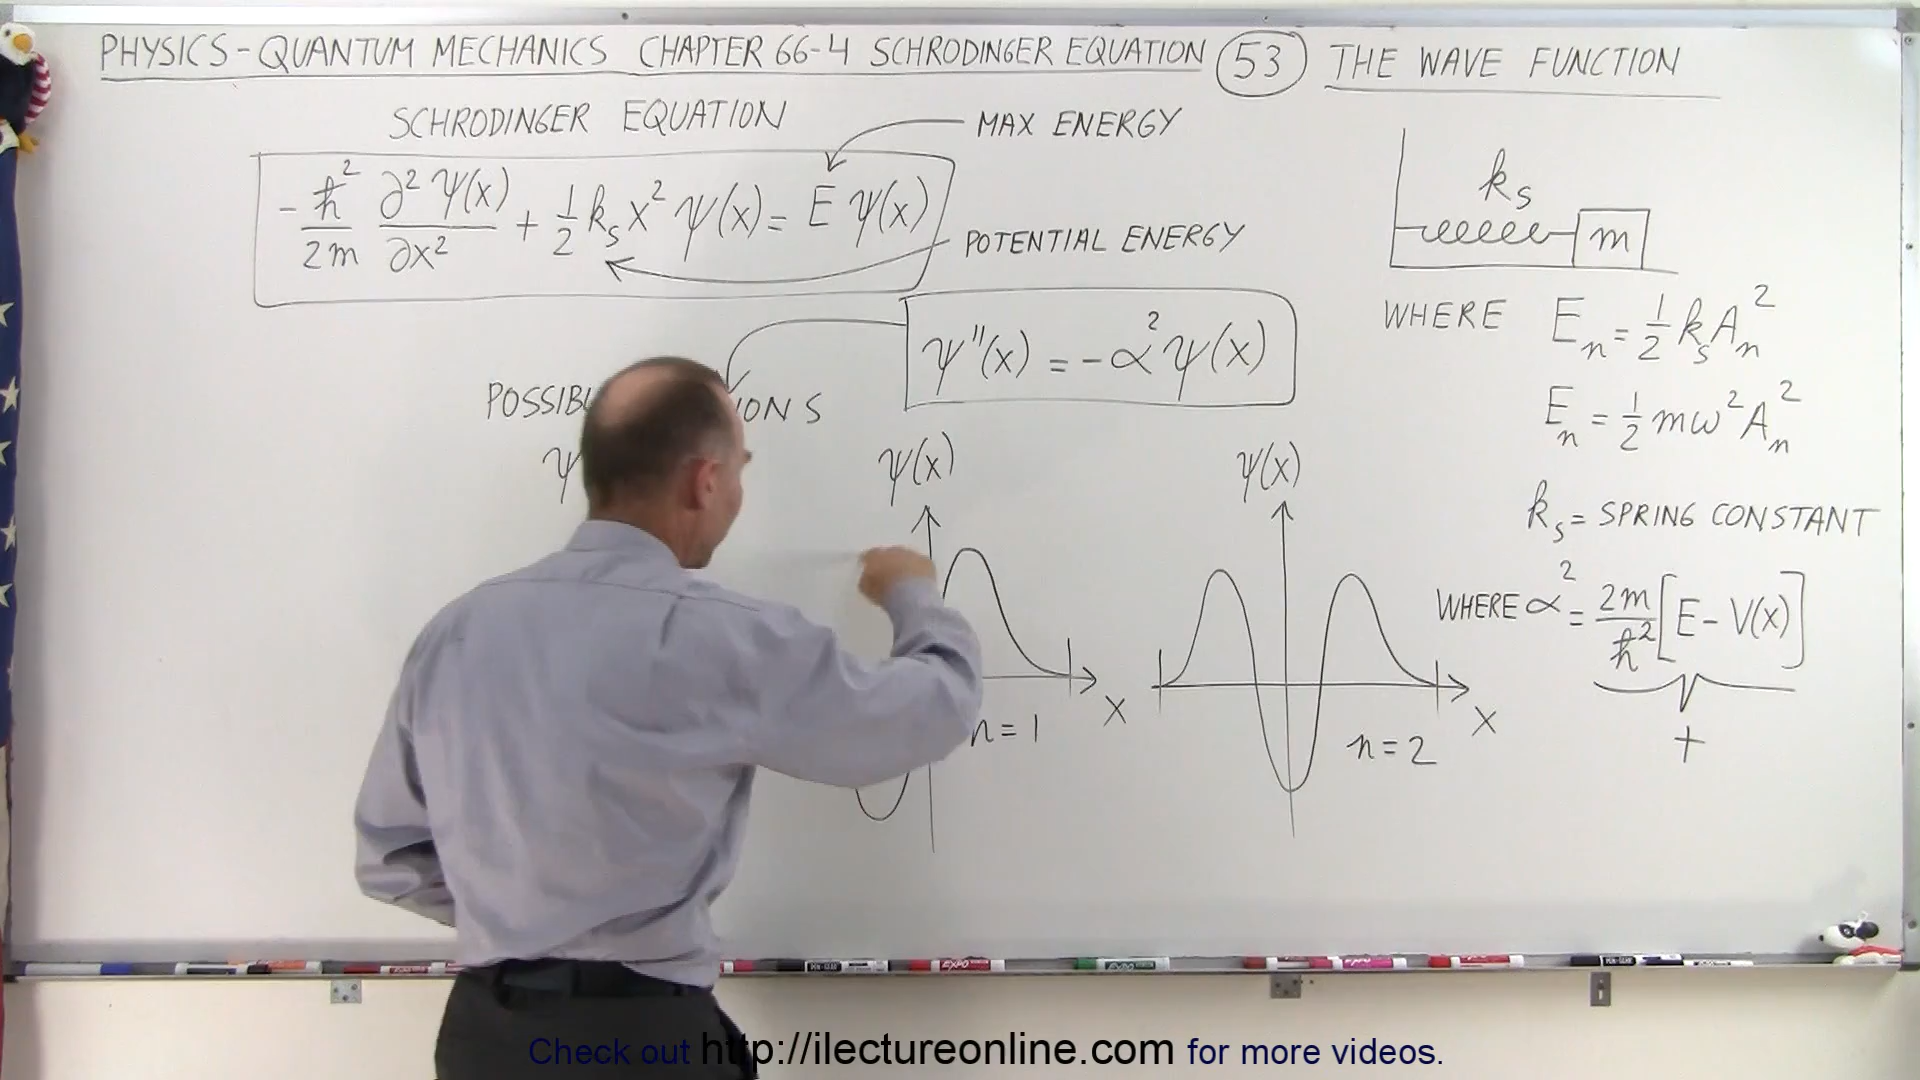 PHYSICS - QUANTUM MECHANICS CHAPTER 66-4 SCHRODINGER EQUATION 53 THE WAVE FUNCTION
SCHRODINGER EQUATION
MAX ENERGY
-ħ²/2m ∂²ψ(x)/∂x² + 1/2 kₛ x² ψ(x) = E ψ(x)
POTENTIAL ENERGY
kₛ
m
ψ''(x) = -α² ψ(x)
WHERE Eₙ = 1/2 kₛ Aₙ²
Eₙ = 1/2 mω² Aₙ²
kₛ = SPRING CONSTANT
WHERE α² = 2m/ħ² [E - V(x)]
+
ψ
ψ(x)
x
n = 1
ψ(x)
x
n = 2
EXPO
Check out http://ilectureonline.com for more videos.